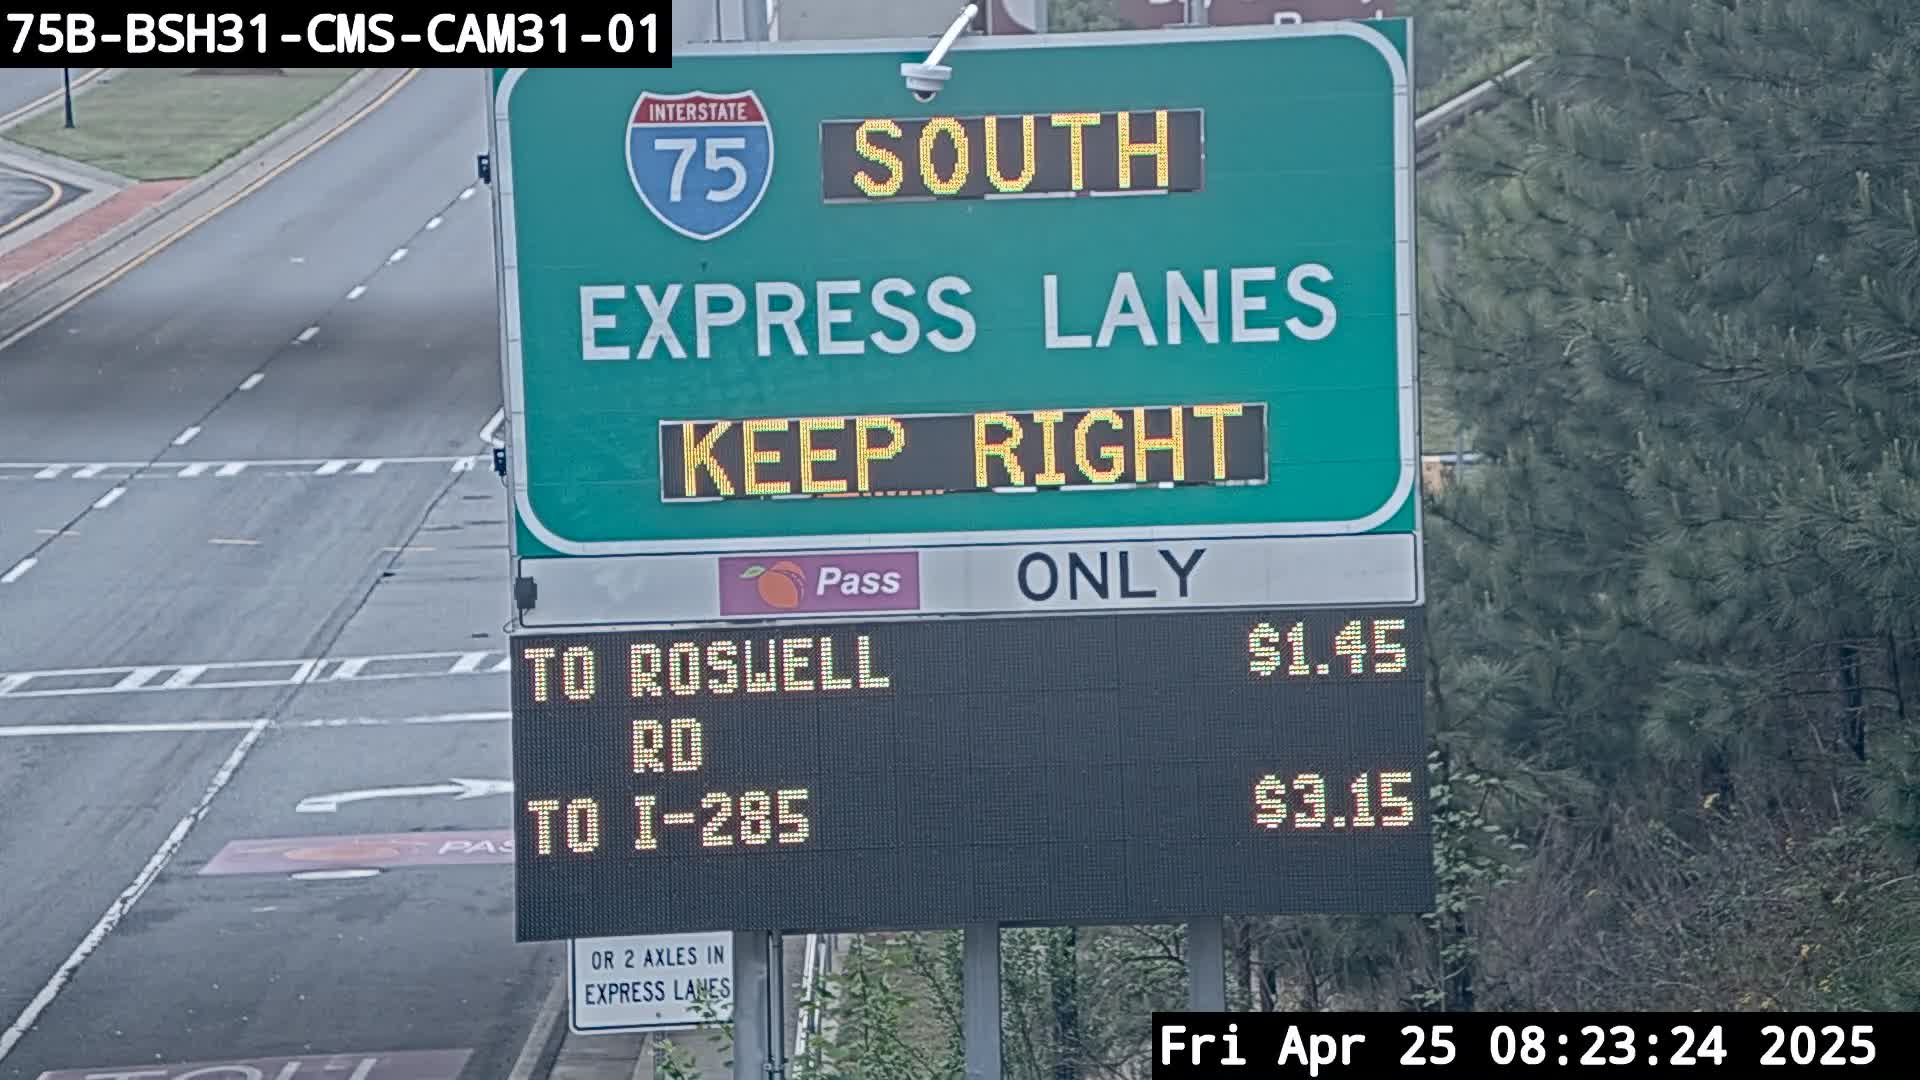 75B-BSH31-CMS-CAM31-01
INTERSTATE
75
SOUTH
EXPRESS LANES
KEEP RIGHT
Pass ONLY
TO ROSWELL $1.45
RD
TO I-285 $3.15
OR 2 AXLES IN
EXPRESS LANES
Fri Apr 25 08:23:24 2025